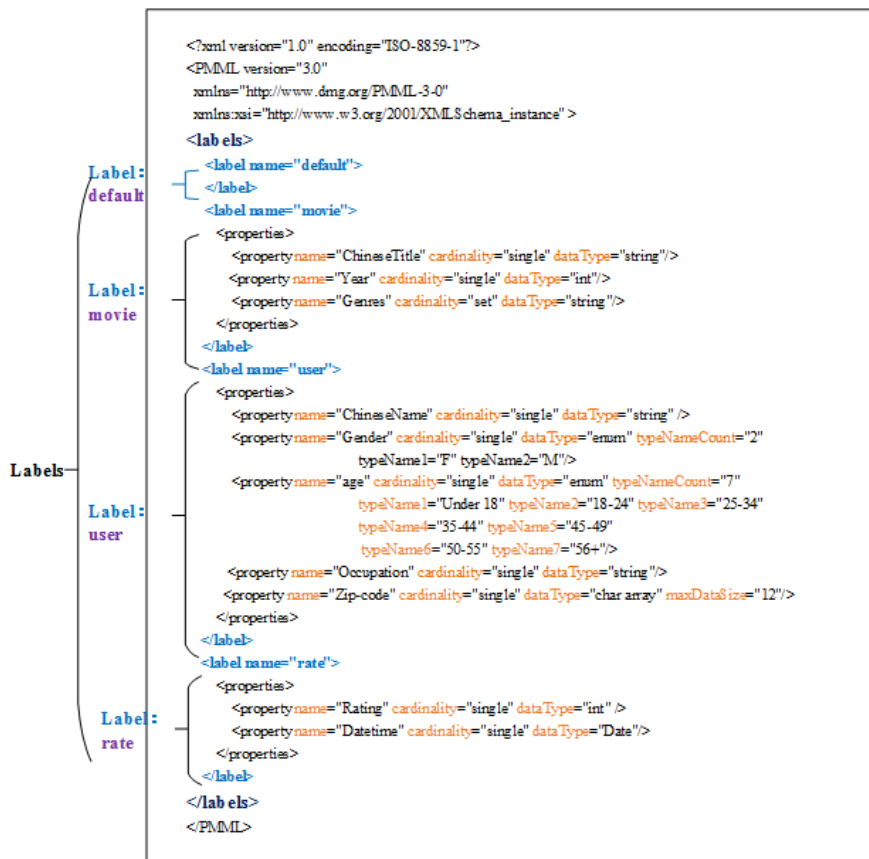 <?xml version="1.0" encoding="ISO-8859-1"?>
<PMML version="3.0"
xmlns="http://www.dmg.org/PMML-3-0"
xmlns:xsi="http://www.w3.org/2001/XMLSchema_instance" >
<labels>
Label:
default
<label name="default">
</label>
<label name="movie">
<properties>
<property name="ChineseTitle" cardinality="single" dataType="string"/>
Label:
movie
<property name="Year" cardinality="single" dataType="int"/>
<property name="Genres" cardinality="set" dataType="string"/>
</properties>
</label>
<label name="user">
<properties>
<property name="ChineseName" cardinality="single" dataType="string" />
<property name="Gender" cardinality="single" dataType="enum" typeNameCount="2"
typeName1="F" typeName2="M"/>
Labels
<property name="age" cardinality="single" dataType="enum" typeNameCount="7"
typeName1="Under 18" typeName2="18-24" typeName3="25-34"
Label:
user
typeName4="35-44" typeName5="45-49"
typeName6="50-55" typeName7="56+"/>
<property name="Occupation" cardinality="single" dataType="string"/>
<property name="Zip-code" cardinality="single" dataType="char array" maxDataSize="12"/>
</properties>
</label>
<label name="rate">
<properties>
Label:
rate
<property name="Rating" cardinality="single" dataType="int" />
<property name="Datetime" cardinality="single" dataType="Date"/>
</properties>
</label>
</labels>
</PMML>